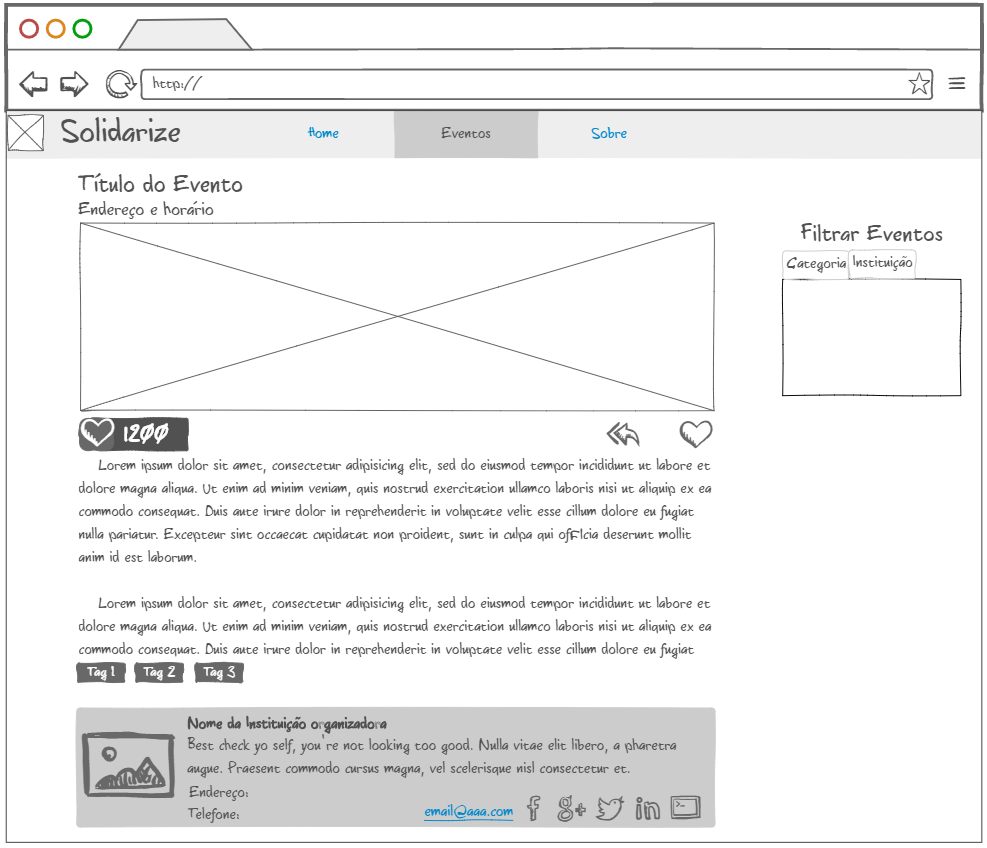 http://
Solidarize
Home
Eventos
Sobre
Título do Evento
Endereço e horário
Filtrar Eventos
Categoria
Instituição
1200
Lorem ipsum dolor sit amet, consectetur adipisicing elit, sed do eiusmod tempor incididunt ut labore et
dolore magna aliqua. Ut enim ad minim veniam, quis nostrud exercitation ullamco laboris nisi ut aliquip ex ea
commodo consequat. Duis aute irure dolor in reprehenderit in voluptate velit esse cillum dolore eu fugiat
nulla pariatur. Excepteur sint occaecat cupidatat non proident, sunt in culpa qui officia deserunt mollit
anim id est laborum.
Lorem ipsum dolor sit amet, consectetur adipisicing elit, sed do eiusmod tempor incididunt ut labore et
dolore magna aliqua. Ut enim ad minim veniam, quis nostrud exercitation ullamco laboris nisi ut aliquip ex ea
commodo consequat. Duis aute irure dolor in reprehenderit in voluptate velit esse cillum dolore eu fugiat
Tag 1
Tag 2
Tag 3
Nome da Instituição organizadora
Best check yo self, you're not looking too good. Nulla vitae elit libero, a pharetra
augue. Praesent commodo cursus magna, vel scelerisque nisl consectetur et.
Endereço:
Telefone:
email@aaa.com